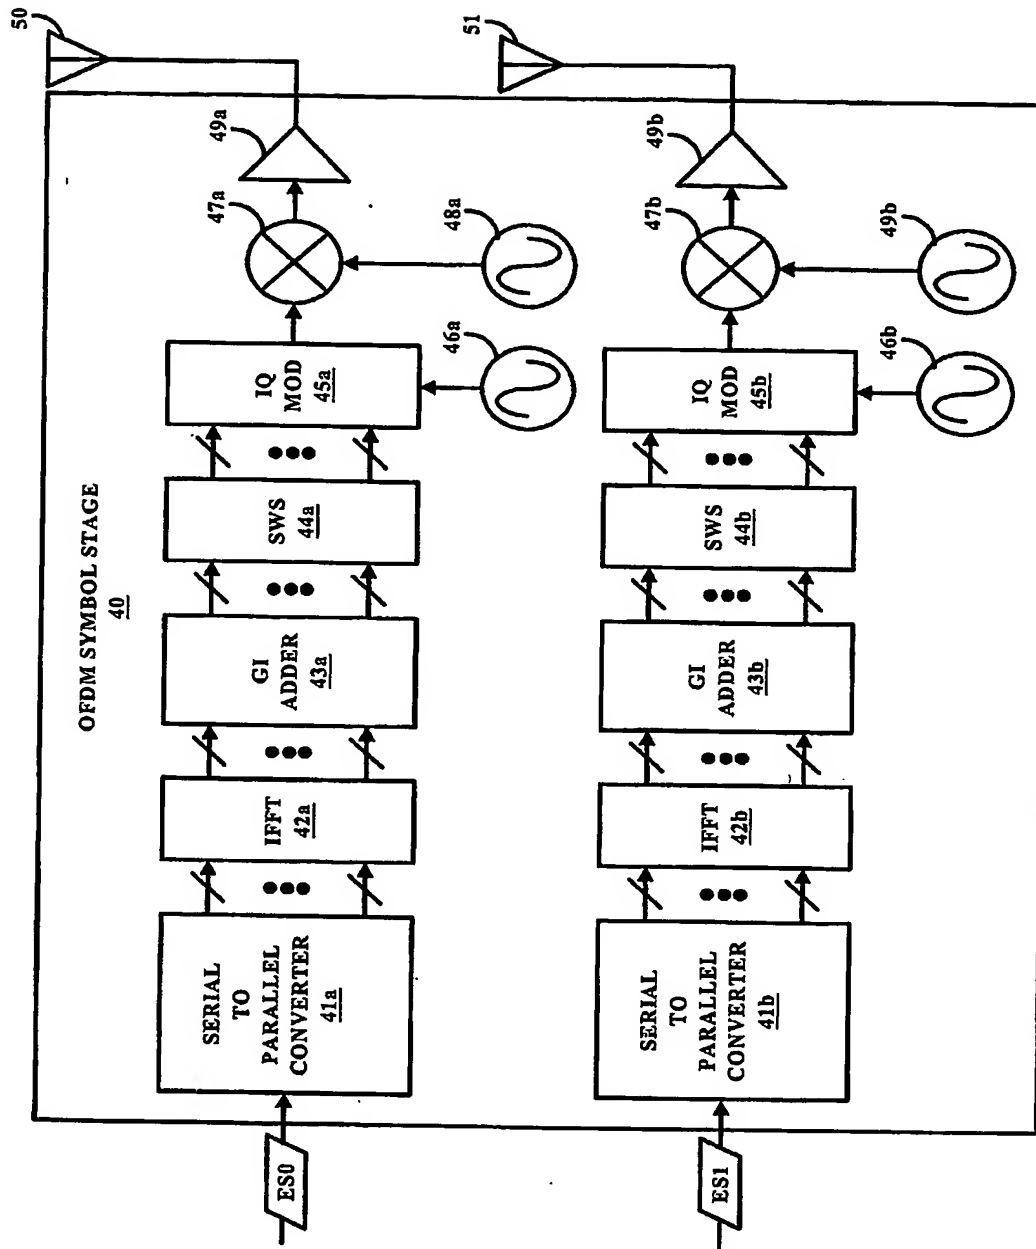 OFDM SYMBOL STAGE
40
ES0
SERIAL
TO
PARALLEL
CONVERTER
41a
IFFT
42a
GI
ADDER
43a
SWS
44a
IQ
MOD
45a
46a
47a
48a
49a
50
ES1
SERIAL
TO
PARALLEL
CONVERTER
41b
IFFT
42b
GI
ADDER
43b
SWS
44b
IQ
MOD
45b
46b
47b
49b
49b
51